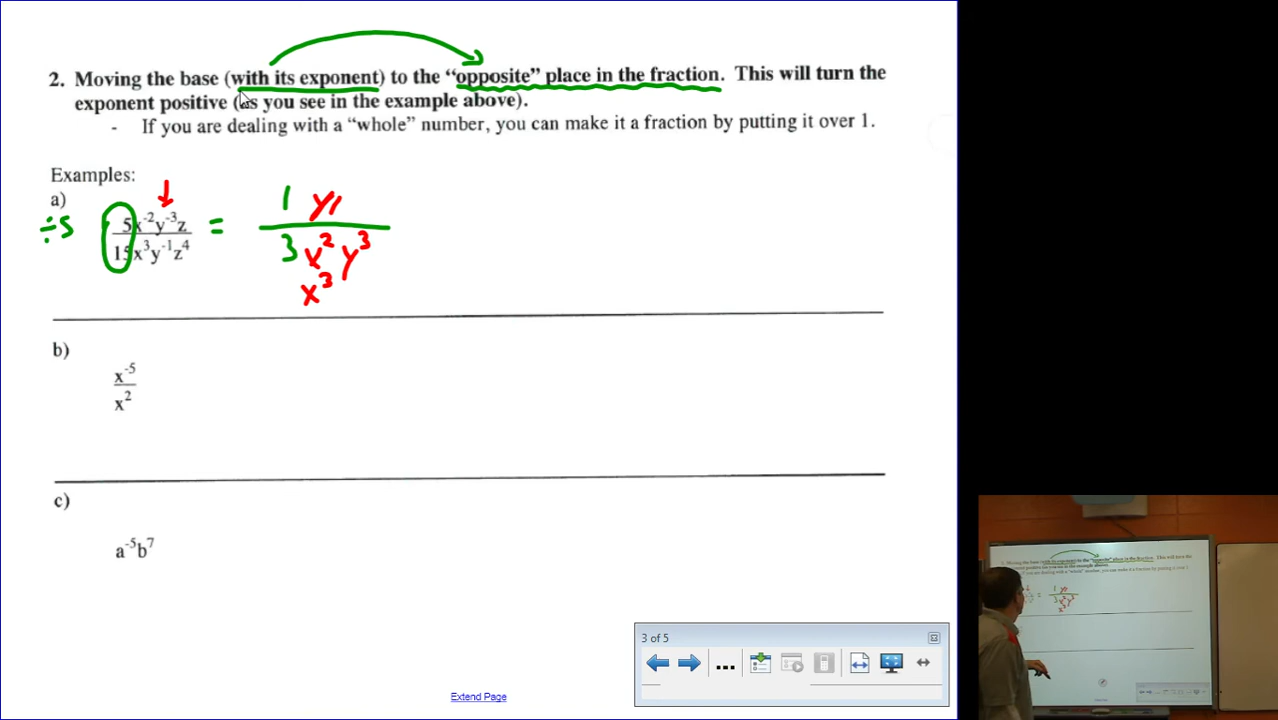 2. Moving the base (with its exponent) to the “opposite” place in the fraction. This will turn the
exponent positive (as you see in the example above).
- If you are dealing with a “whole” number, you can make it a fraction by putting it over 1.
Examples:
a)
÷5 5x⁻²y⁻³z / 15x³y⁻¹z⁴ = 1 y¹ / 3 x² y³
x³
b)
x⁻⁵
x²
c)
a⁻⁵b⁷
3 of 5
...
Extend Page